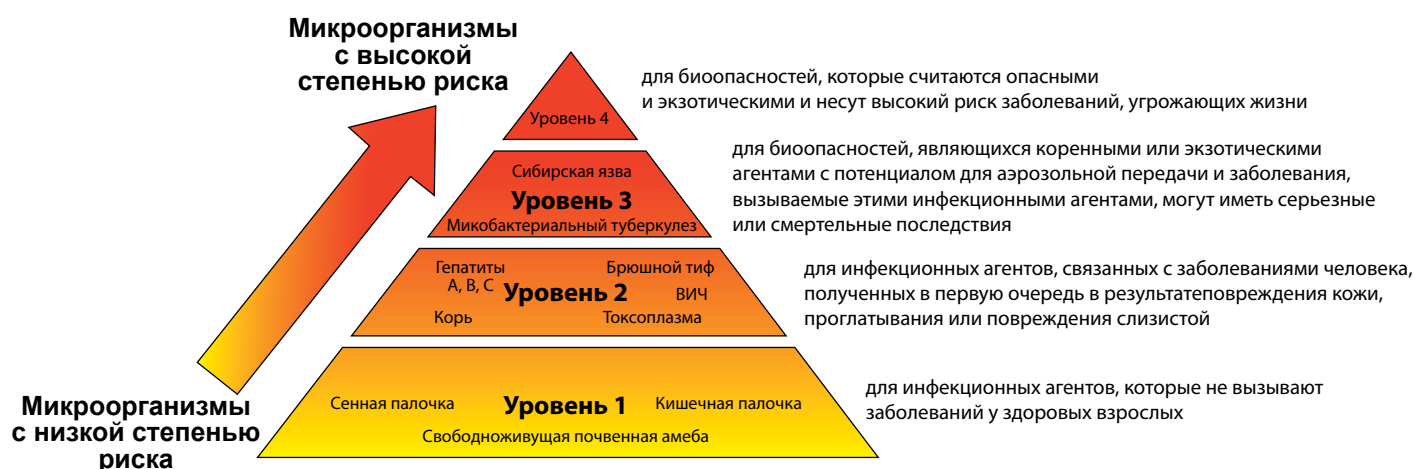 Микроорганизмы
с высокой
степенью риска
Уровень 4
для биоопасностей, которые считаются опасными
и экзотическими и несут высокий риск заболеваний, угрожающих жизни
Сибирская язва
Уровень 3
Микобактериальный туберкулез
для биоопасностей, являющихся коренными или экзотическими
агентами с потенциалом для аэрозольной передачи и заболевания,
вызываемые этими инфекционными агентами, могут иметь серьезные
или смертельные последствия
Гепатиты
А, В, С
Брюшной тиф
Уровень 2
ВИЧ
Корь
Токсоплазма
для инфекционных агентов, связанных с заболеваниями человека,
полученных в первую очередь в результатеповреждения кожи,
проглатывания или повреждения слизистой
Сенная палочка
Уровень 1
Кишечная палочка
Свободноживущая почвенная амеба
для инфекционных агентов, которые не вызывают
заболеваний у здоровых взрослых
Микроорганизмы
с низкой степенью
риска